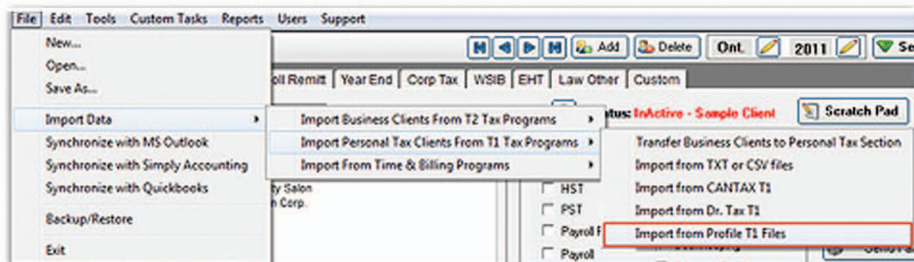 File Edit Tools Custom Tasks Reports Users Support
New...
Open...
Save As...
Import Data
Synchronize with MS Outlook
Synchronize with Simply Accounting
Synchronize with Quickbooks
Backup/Restore
Exit
Add Delete Ont. 2011
Remitt Year End Corp Tax WSIB EHT Law Other Custom
InActive - Sample Client Scratch Pad
Import Business Clients From T2 Tax Programs
Import Personal Tax Clients From T1 Tax Programs
Import From Time & Billing Programs
Transfer Business Clients to Personal Tax Section
Import from TXT or CSV files
Import from CANTAX T1
Import from Dr. Tax T1
Import from Profile T1 Files
Salon
Corp.
HST
PST
Payroll
Payroll